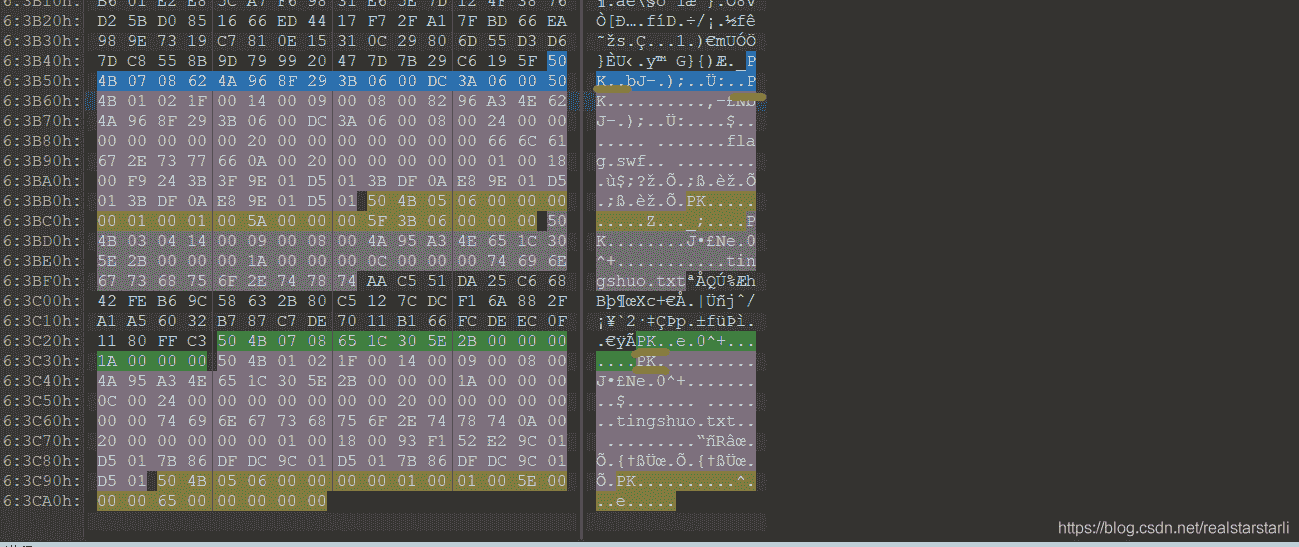 6:3B20h: D2 5B D0 85 16 66 ED 44 17 F7 2F A1 7F BD 66 EA Ò[Ð….fíD.÷/¡.½fê
6:3B30h: 98 9E 73 19 C7 81 0E 15 31 0C 29 80 6D 55 D3 D6 ˜žs.Ç...1.)€mUÓÖ
6:3B40h: 7D C8 55 8B 9D 79 99 20 47 7D 7B 29 C6 19 5F 50 }ÈU‹.y™ G}{)Æ._P
6:3B50h: 4B 07 08 62 4A 96 8F 29 3B 06 00 DC 3A 06 00 50 K..bJ–.);..Ü:..P
6:3B60h: 4B 01 02 1F 00 14 00 09 00 08 00 82 96 A3 4E 62 K..........‚–£Nb
6:3B70h: 4A 96 8F 29 3B 06 00 DC 3A 06 00 08 00 24 00 00 J–.);..Ü:....$..
6:3B80h: 00 00 00 00 00 20 00 00 00 00 00 00 00 66 6C 61 ..... .......fla
6:3B90h: 67 2E 73 77 66 0A 00 20 00 00 00 00 00 01 00 18 g.swf.. ........
6:3BA0h: 00 F9 24 3B 3F 9E 01 D5 01 3B DF 0A E8 9E 01 D5 .ù$;?ž.Õ.;ß.èž.Õ
6:3BB0h: 01 3B DF 0A E8 9E 01 D5 01 50 4B 05 06 00 00 00 .;ß.èž.Õ.PK.....
6:3BC0h: 00 01 00 01 00 5A 00 00 00 5F 3B 06 00 00 00 50 .....Z..._;....P
6:3BD0h: 4B 03 04 14 00 09 00 08 00 4A 95 A3 4E 65 1C 30 K........J•£Ne.0
6:3BE0h: 5E 2B 00 00 00 1A 00 00 00 0C 00 00 00 74 69 6E ^+...........tin
6:3BF0h: 67 73 68 75 6F 2E 74 78 74 AA C5 51 DA 25 C6 68 gshuo.txtªÅQÚ%Æh
6:3C00h: 42 FE B6 9C 58 63 2B 80 C5 12 7C DC F1 6A 88 2F Bþ¶œXc+€Å.|Üñjˆ/
6:3C10h: A1 A5 60 32 B7 87 C7 DE 70 11 B1 66 FC DE EC 0F ¡¥`2·‡ÇÞp.±füÞì.
6:3C20h: 11 80 FF C3 50 4B 07 08 65 1C 30 5E 2B 00 00 00 .€ÿÃPK..e.0^+...
6:3C30h: 1A 00 00 00 50 4B 01 02 1F 00 14 00 09 00 08 00 ....PK..........
6:3C40h: 4A 95 A3 4E 65 1C 30 5E 2B 00 00 00 1A 00 00 00 J•£Ne.0^+.......
6:3C50h: 0C 00 24 00 00 00 00 00 00 00 20 00 00 00 00 00 ..$....... .....
6:3C60h: 00 00 74 69 6E 67 73 68 75 6F 2E 74 78 74 0A 00 ..tingshuo.txt..
6:3C70h: 20 00 00 00 00 00 01 00 18 00 93 F1 52 E2 9C 01 .........“ñRâœ.
6:3C80h: D5 01 7B 86 DF DC 9C 01 D5 01 7B 86 DF DC 9C 01 Õ.{†ßÜœ.Õ.{†ßÜœ.
6:3C90h: D5 01 50 4B 05 06 00 00 00 00 01 00 01 00 5E 00 Õ.PK..........^.
6:3CA0h: 00 00 65 00 00 00 00 00 ..e.....
https://blog.csdn.net/realstarstarli